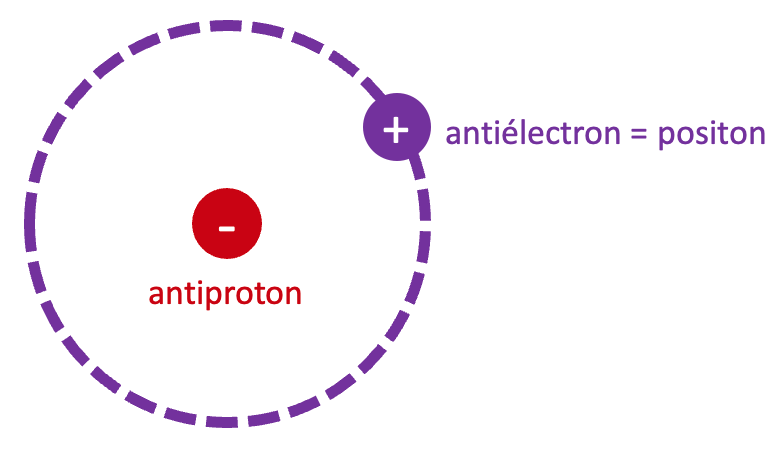 +
antiélectron = positon
-
antiproton